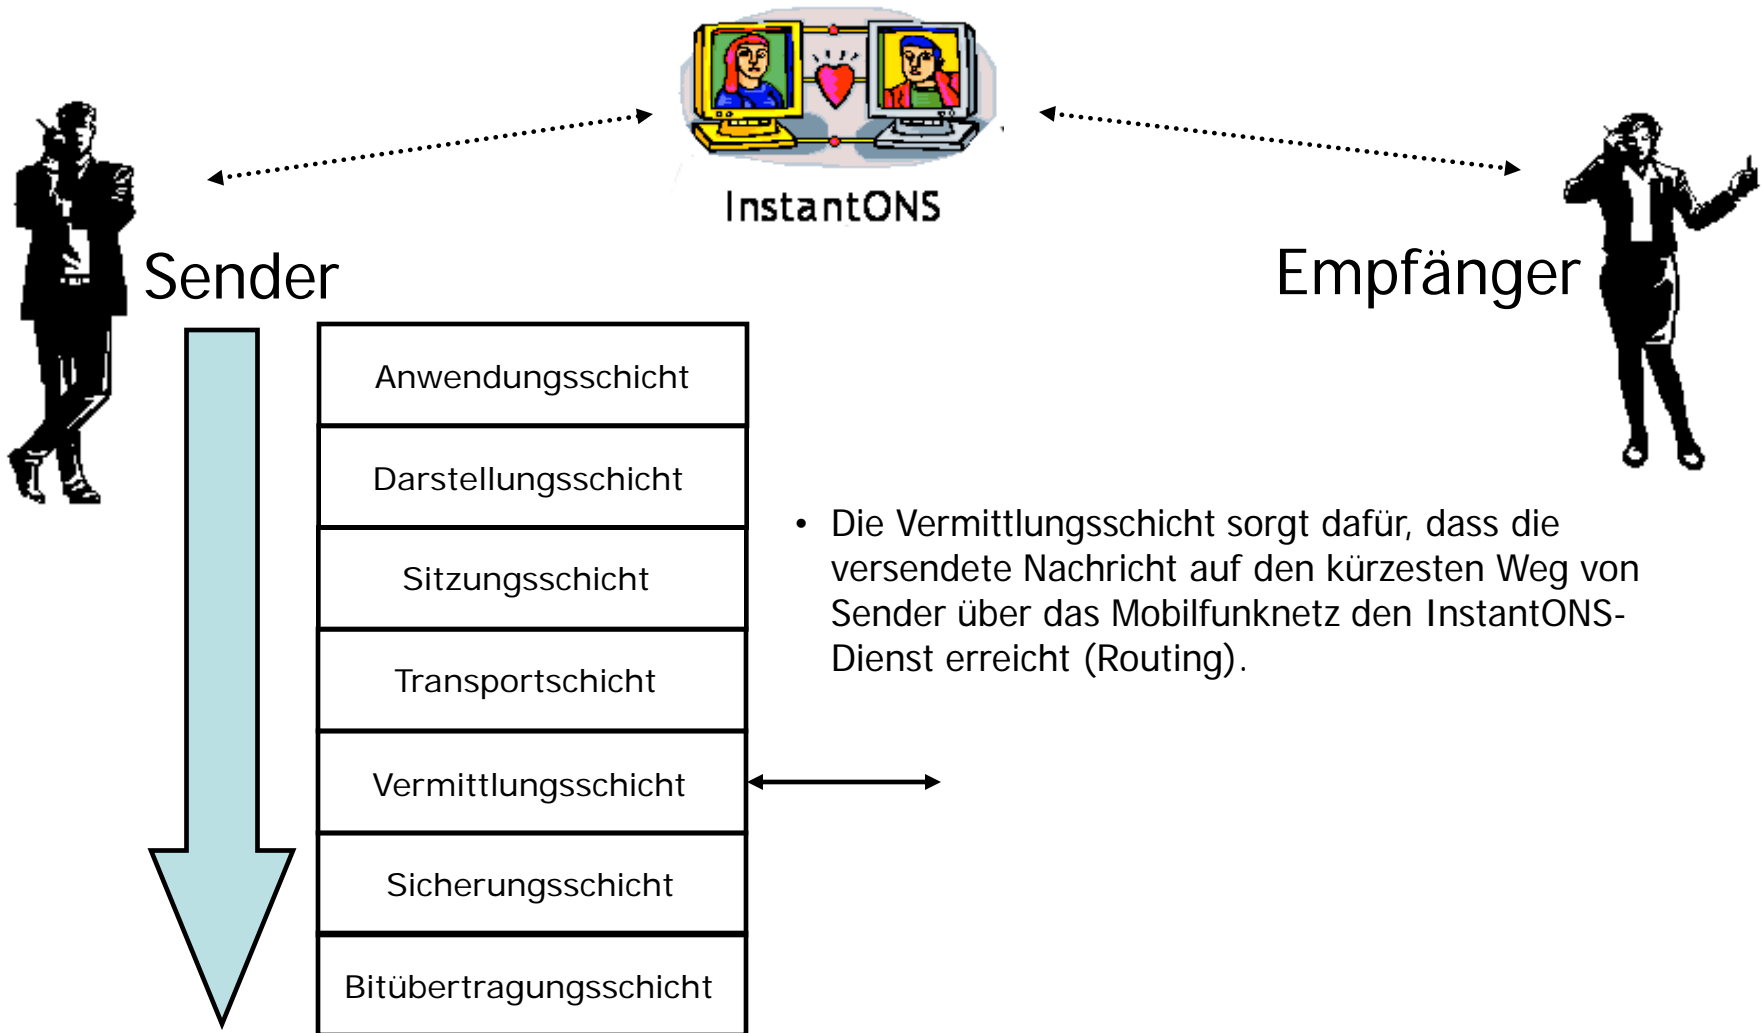 InstantONS
Sender
Empfänger
Anwendungsschicht
Darstellungsschicht
Sitzungsschicht
Transportschicht
Vermittlungsschicht
Sicherungsschicht
Bitübertragungsschicht
• Die Vermittlungsschicht sorgt dafür, dass die
versendete Nachricht auf den kürzesten Weg von
Sender über das Mobilfunknetz den InstantONS-
Dienst erreicht (Routing).